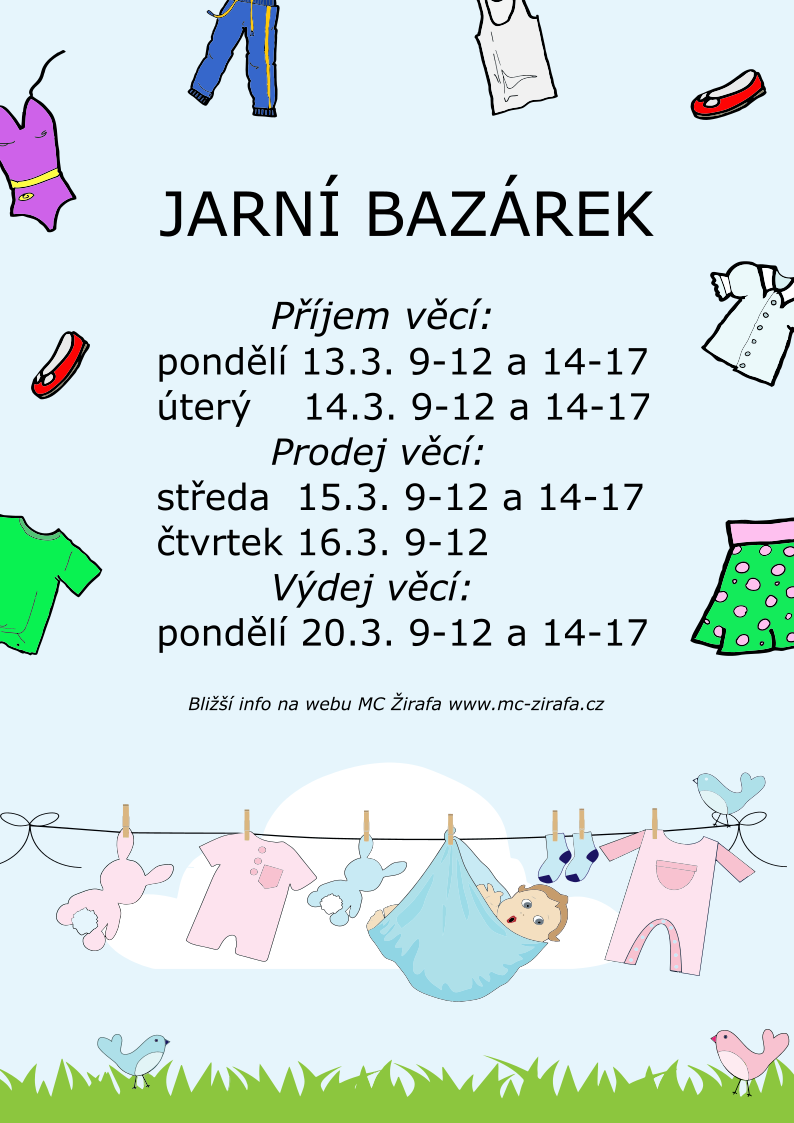 JARNÍ BAZÁREK
Příjem věcí:
pondělí 13.3. 9-12 a 14-17
úterý 14.3. 9-12 a 14-17
Prodej věcí:
středa 15.3. 9-12 a 14-17
čtvrtek 16.3. 9-12
Výdej věcí:
pondělí 20.3. 9-12 a 14-17
Bližší info na webu MC Žirafa www.mc-zirafa.cz